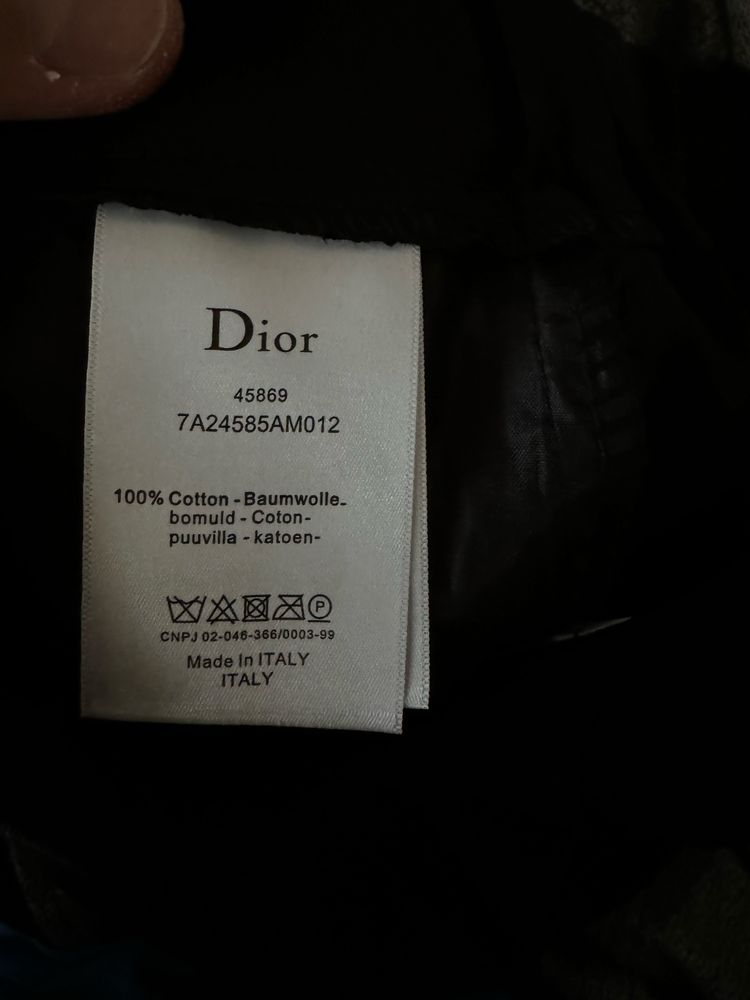 Dior
45869
7A24585AM012
100% Cotton - Baumwolle-
bomuld - Coton-
puuvilla - katoen-
P
CNPJ 02-046-366/0003-99
Made In ITALY
ITALY